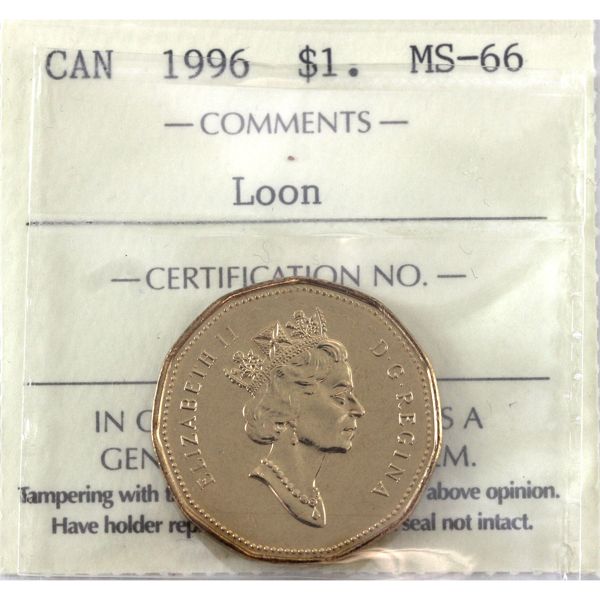 CAN 1996 $1. MS-66
— COMMENTS —
Loon
— CERTIFICATION NO. —
ELIZABETH II D·G·REGINA
IN A
GEN .M.
Tampering with above opinion.
Have holder seal not intact.